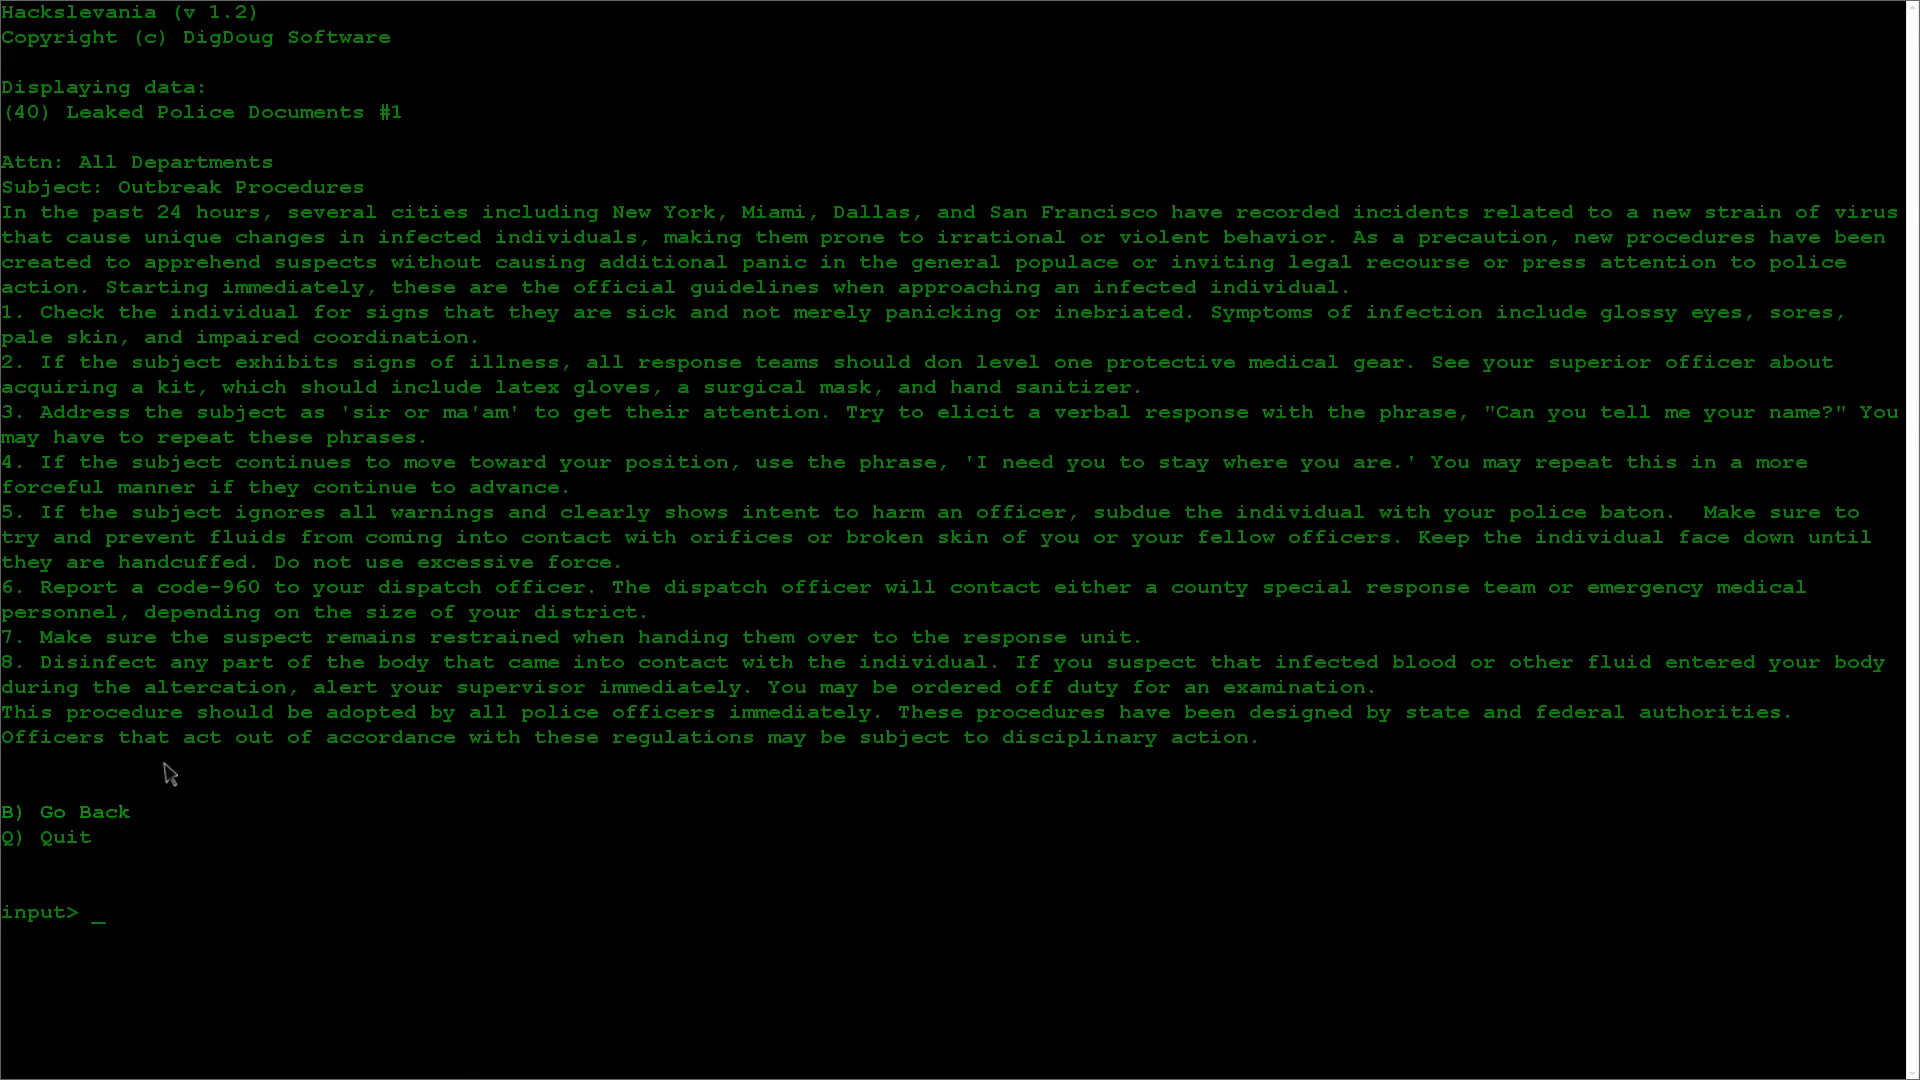 Hackslevania (v 1.2)
Copyright (c) DigDoug Software
Displaying data:
(40) Leaked Police Documents #1
Attn: All Departments
Subject: Outbreak Procedures
In the past 24 hours, several cities including New York, Miami, Dallas, and San Francisco have recorded incidents related to a new strain of virus
that cause unique changes in infected individuals, making them prone to irrational or violent behavior. As a precaution, new procedures have been
created to apprehend suspects without causing additional panic in the general populace or inviting legal recourse or press attention to police
action. Starting immediately, these are the official guidelines when approaching an infected individual.
1. Check the individual for signs that they are sick and not merely panicking or inebriated. Symptoms of infection include glossy eyes, sores,
pale skin, and impaired coordination.
2. If the subject exhibits signs of illness, all response teams should don level one protective medical gear. See your superior officer about
acquiring a kit, which should include latex gloves, a surgical mask, and hand sanitizer.
3. Address the subject as 'sir or ma'am' to get their attention. Try to elicit a verbal response with the phrase, "Can you tell me your name?" You
may have to repeat these phrases.
4. If the subject continues to move toward your position, use the phrase, 'I need you to stay where you are.' You may repeat this in a more
forceful manner if they continue to advance.
5. If the subject ignores all warnings and clearly shows intent to harm an officer, subdue the individual with your police baton.  Make sure to
try and prevent fluids from coming into contact with orifices or broken skin of you or your fellow officers. Keep the individual face down until
they are handcuffed. Do not use excessive force.
6. Report a code-960 to your dispatch officer. The dispatch officer will contact either a county special response team or emergency medical
personnel, depending on the size of your district.
7. Make sure the suspect remains restrained when handing them over to the response unit.
8. Disinfect any part of the body that came into contact with the individual. If you suspect that infected blood or other fluid entered your body
during the altercation, alert your supervisor immediately. You may be ordered off duty for an examination.
This procedure should be adopted by all police officers immediately. These procedures have been designed by state and federal authorities.
Officers that act out of accordance with these regulations may be subject to disciplinary action.
B) Go Back
Q) Quit
input> _